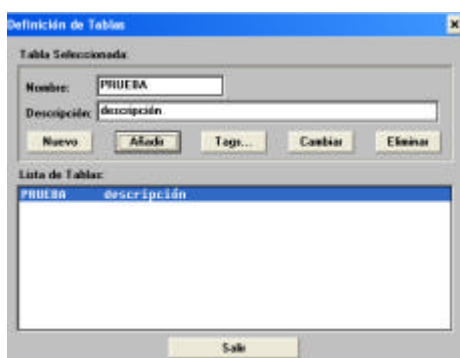 Definición de Tablas
Tabla Seleccionada:
Nombre: PRUEBA
Descripción: descripción
Nuevo Añadir Tags... Cambiar Eliminar
Lista de Tablas:
PRUEBA descripción
Salir